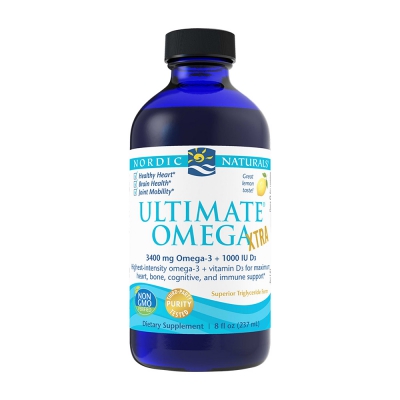 NORDIC NATURALS®
Healthy Heart*
Brain Health*
Joint Mobility*
Great
lemon
taste!
ULTIMATE
OMEGA®
XTRA
3400 mg Omega-3 + 1000 IU D3
Highest-intensity omega-3 + vitamin D3 for maximum
heart, bone, cognitive, and immune support*
Superior Triglyceride
NON
GMO
THIRD-PARTY
PURITY
TESTED
Dietary Supplement | 8 fl oz (237 ml)